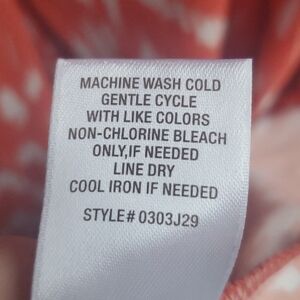 MACHINE WASH COLD
GENTLE CYCLE
WITH LIKE COLORS
NON-CHLORINE BLEACH
ONLY,IF NEEDED
LINE DRY
COOL IRON IF NEEDED
STYLE# 0303J29